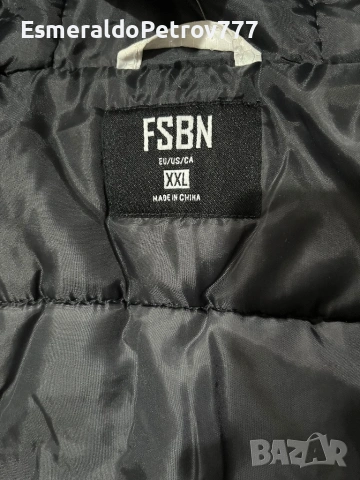 EsmeraldoPetrov777
FSBN
EU/US/CA
XXL
MADE IN CHINA
BAZAR